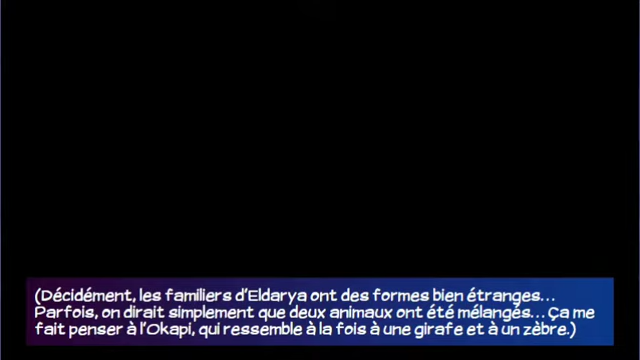 (Décidément, les familiers d'Eldarya ont des formes bien étranges...
Parfois, on dirait simplement que deux animaux ont été mélangés... Ça me
fait penser à l'Okapi, qui ressemble à la fois à une girafe et à un zèbre.)